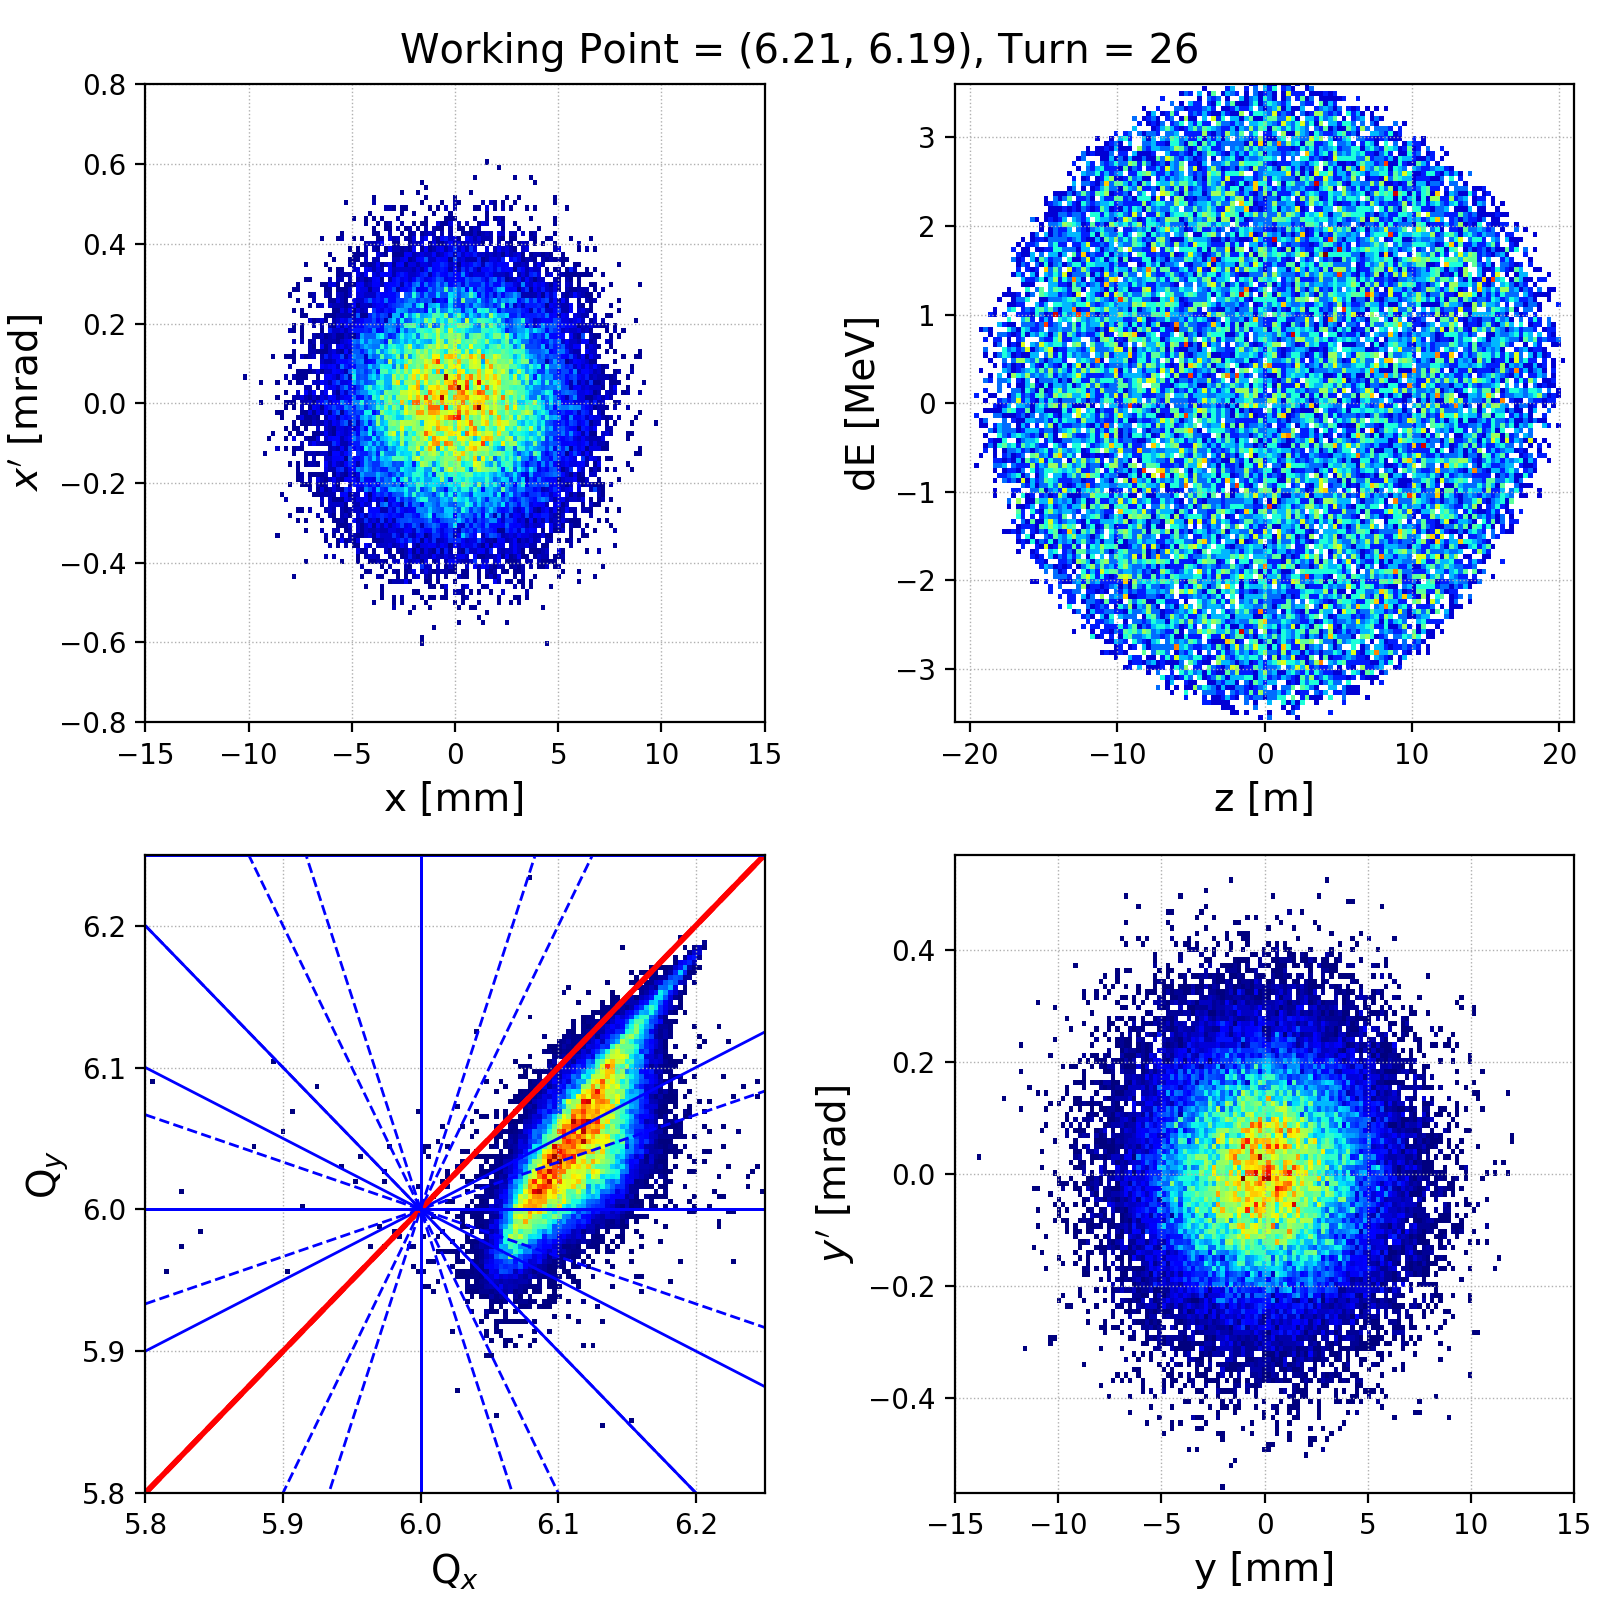 Working Point = (6.21, 6.19), Turn = 26
0.8
0.6
0.4
0.2
0.0
−0.2
−0.4
−0.6
−0.8
x′ [mrad]
−15 −10 −5 0 5 10 15
x [mm]
3
2
1
0
−1
−2
−3
dE [MeV]
−20 −10 0 10 20
z [m]
6.2
6.1
6.0
5.9
5.8
Qy
5.8 5.9 6.0 6.1 6.2
Qx
0.4
0.2
0.0
−0.2
−0.4
y′ [mrad]
−15 −10 −5 0 5 10 15
y [mm]